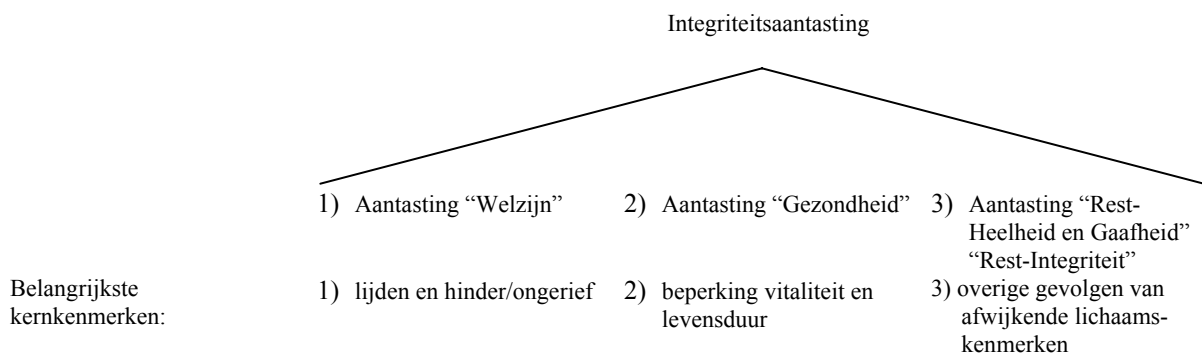 Integriteitsaantasting
1) Aantasting “Welzijn” 2) Aantasting “Gezondheid” 3) Aantasting “Rest-
Heelheid en Gaafheid”
“Rest-Integriteit”
Belangrijkste 1) lijden en hinder/ongerief 2) beperking vitaliteit en 3) overige gevolgen van
kernkenmerken: levensduur afwijkende lichaams-
kenmerken